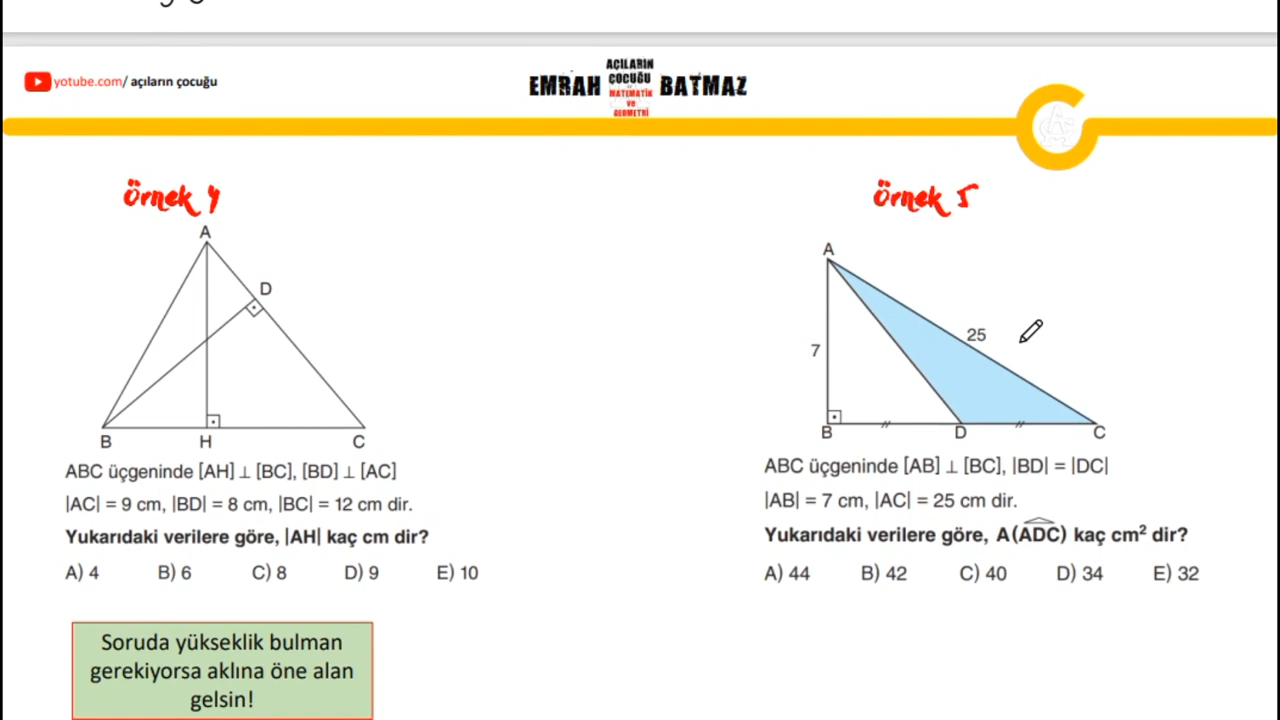 yotube.com/ açıların çocuğu
EMRAH
AÇILARIN
ÇOCUĞU
MATEMATİK
ve
GEOMETRİ
BATMAZ
Örnek 4
A
D
B
H
C
ABC üçgeninde [AH] ⊥ [BC], [BD] ⊥ [AC]
|AC| = 9 cm, |BD| = 8 cm, |BC| = 12 cm dir.
Yukarıdaki verilere göre, |AH| kaç cm dir?
A) 4 B) 6 C) 8 D) 9 E) 10
Soruda yükseklik bulman
gerekiyorsa aklına öne alan
gelsin!
Örnek 5
A
25
7
B
D
C
ABC üçgeninde [AB] ⊥ [BC], |BD| = |DC|
|AB| = 7 cm, |AC| = 25 cm dir.
Yukarıdaki verilere göre, A(ADC) kaç cm² dir?
A) 44 B) 42 C) 40 D) 34 E) 32